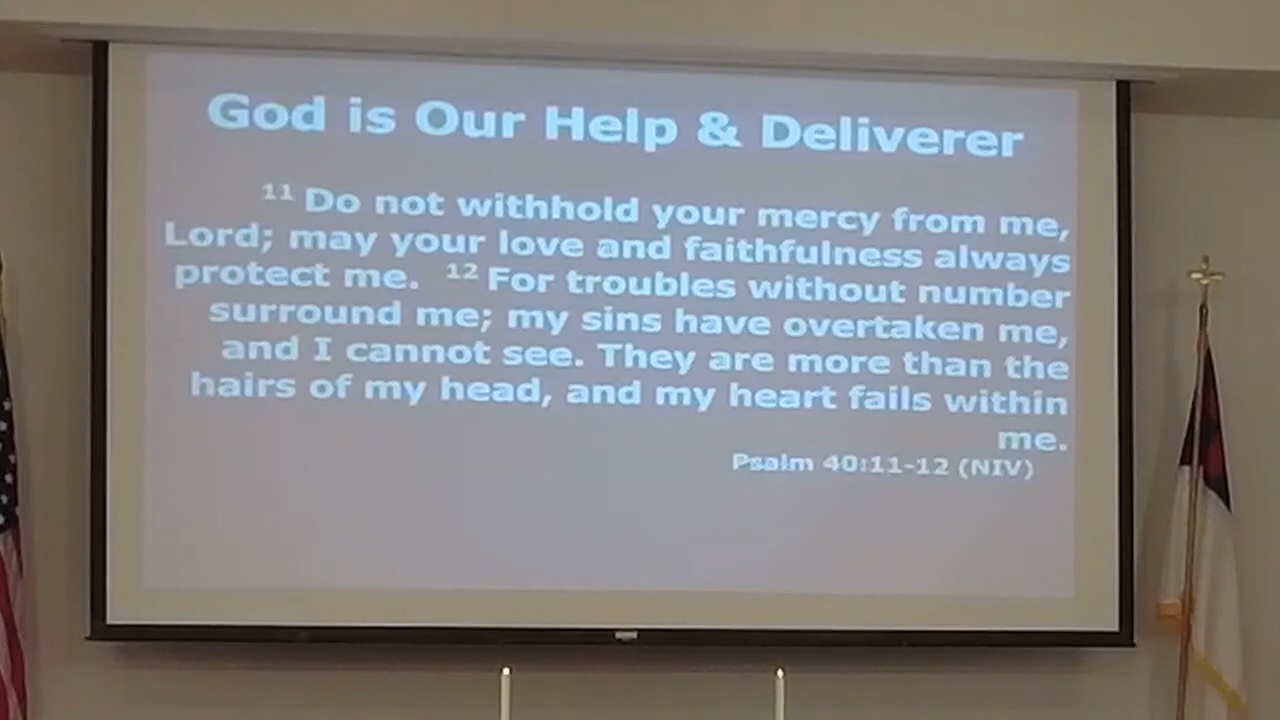 God is Our Help & Deliverer
11 Do not withhold your mercy from me,
Lord; may your love and faithfulness always
protect me. 12 For troubles without number
surround me; my sins have overtaken me,
and I cannot see. They are more than the
hairs of my head, and my heart fails within
me.
Psalm 40:11-12 (NIV)